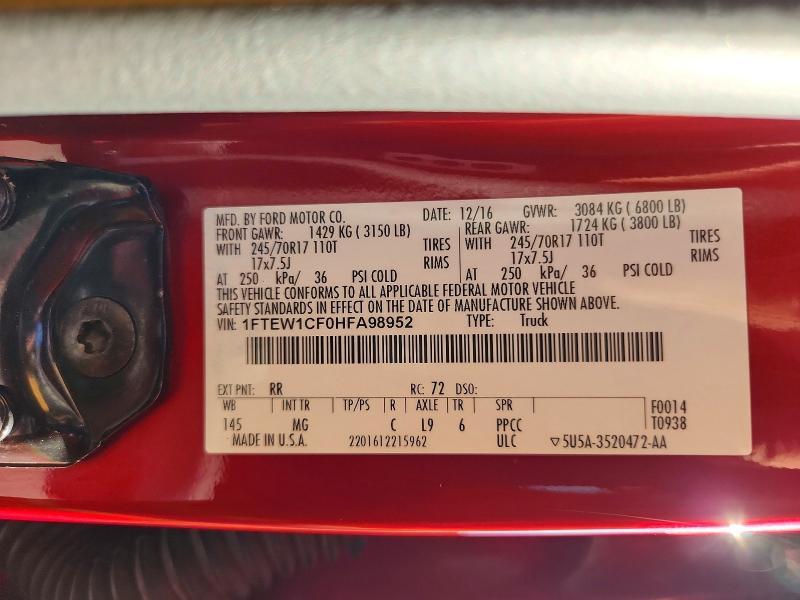 MFD. BY FORD MOTOR CO. DATE: 12/16 GVWR: 3084 KG ( 6800 LB)
FRONT GAWR: 1429 KG ( 3150 LB) REAR GAWR: 1724 KG ( 3800 LB)
WITH 245/70R17 110T TIRES WITH 245/70R17 110T TIRES
17x7.5J RIMS 17x7.5J RIMS
AT 250 kPa/ 36 PSI COLD AT 250 kPa/ 36 PSI COLD
THIS VEHICLE CONFORMS TO ALL APPLICABLE FEDERAL MOTOR VEHICLE
SAFETY STANDARDS IN EFFECT ON THE DATE OF MANUFACTURE SHOWN ABOVE.
VIN: 1FTEW1CF0HFA98952 TYPE: Truck
EXT PNT: RR RC: 72 DSO:
WB INT TR TP/PS R AXLE TR SPR F0014
145 MG C L9 6 PPCC T0938
MADE IN U.S.A. 2201612215962 ULC ▽5U5A-3520472-AA